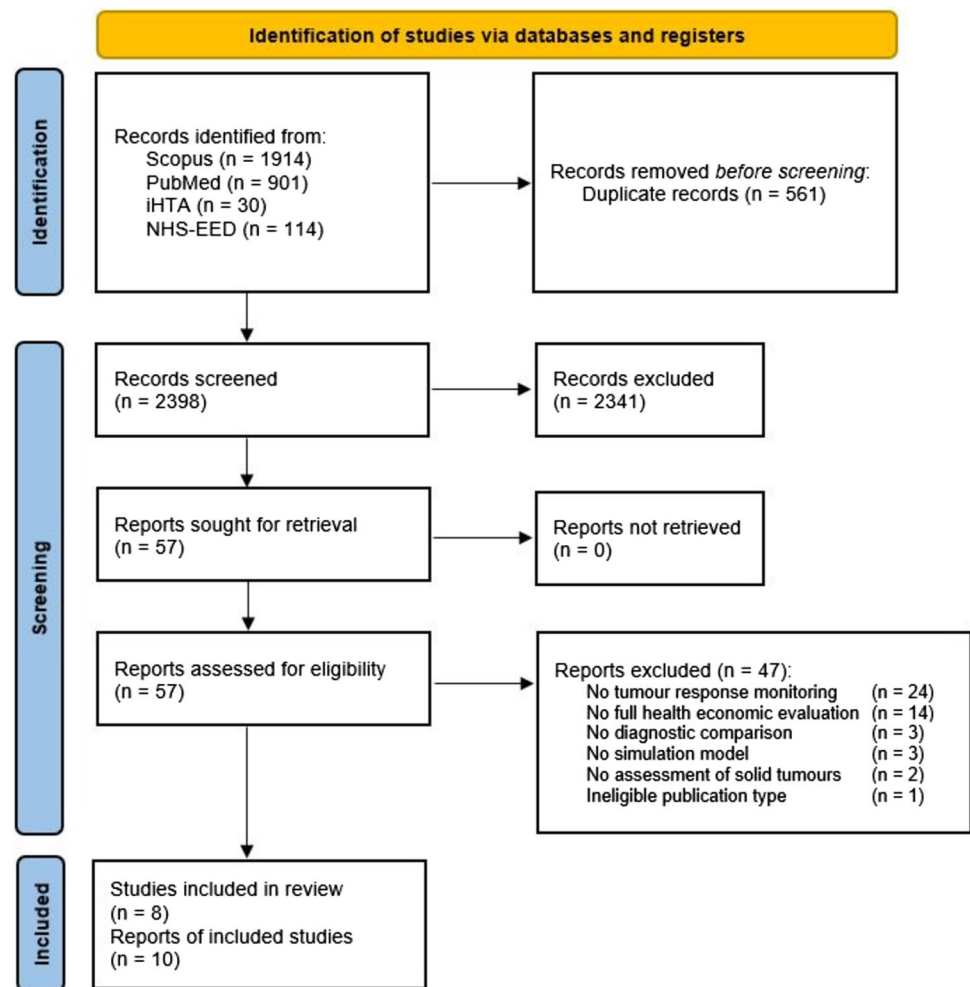 Identification of studies via databases and registers
Identification
Records identified from:
Scopus (n = 1914)
PubMed (n = 901)
iHTA (n = 30)
NHS-EED (n = 114)
Records removed before screening:
Duplicate records (n = 561)
Screening
Records screened
(n = 2398)
Records excluded
(n = 2341)
Reports sought for retrieval
(n = 57)
Reports not retrieved
(n = 0)
Reports assessed for eligibility
(n = 57)
Reports excluded (n = 47):
No tumour response monitoring (n = 24)
No full health economic evaluation (n = 14)
No diagnostic comparison (n = 3)
No simulation model (n = 3)
No assessment of solid tumours (n = 2)
Ineligible publication type (n = 1)
Included
Studies included in review
(n = 8)
Reports of included studies
(n = 10)